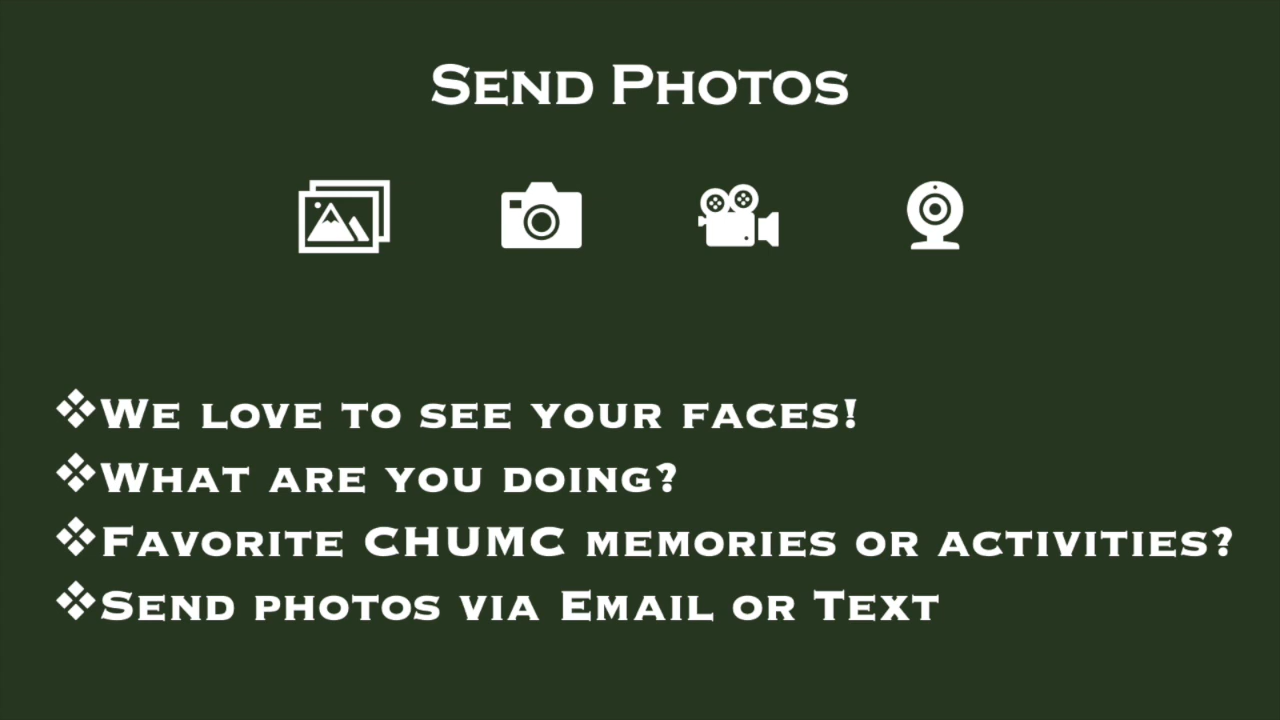 Send Photos
❖We love to see your faces!
❖What are you doing?
❖Favorite CHUMC memories or activities?
❖Send photos via Email or Text